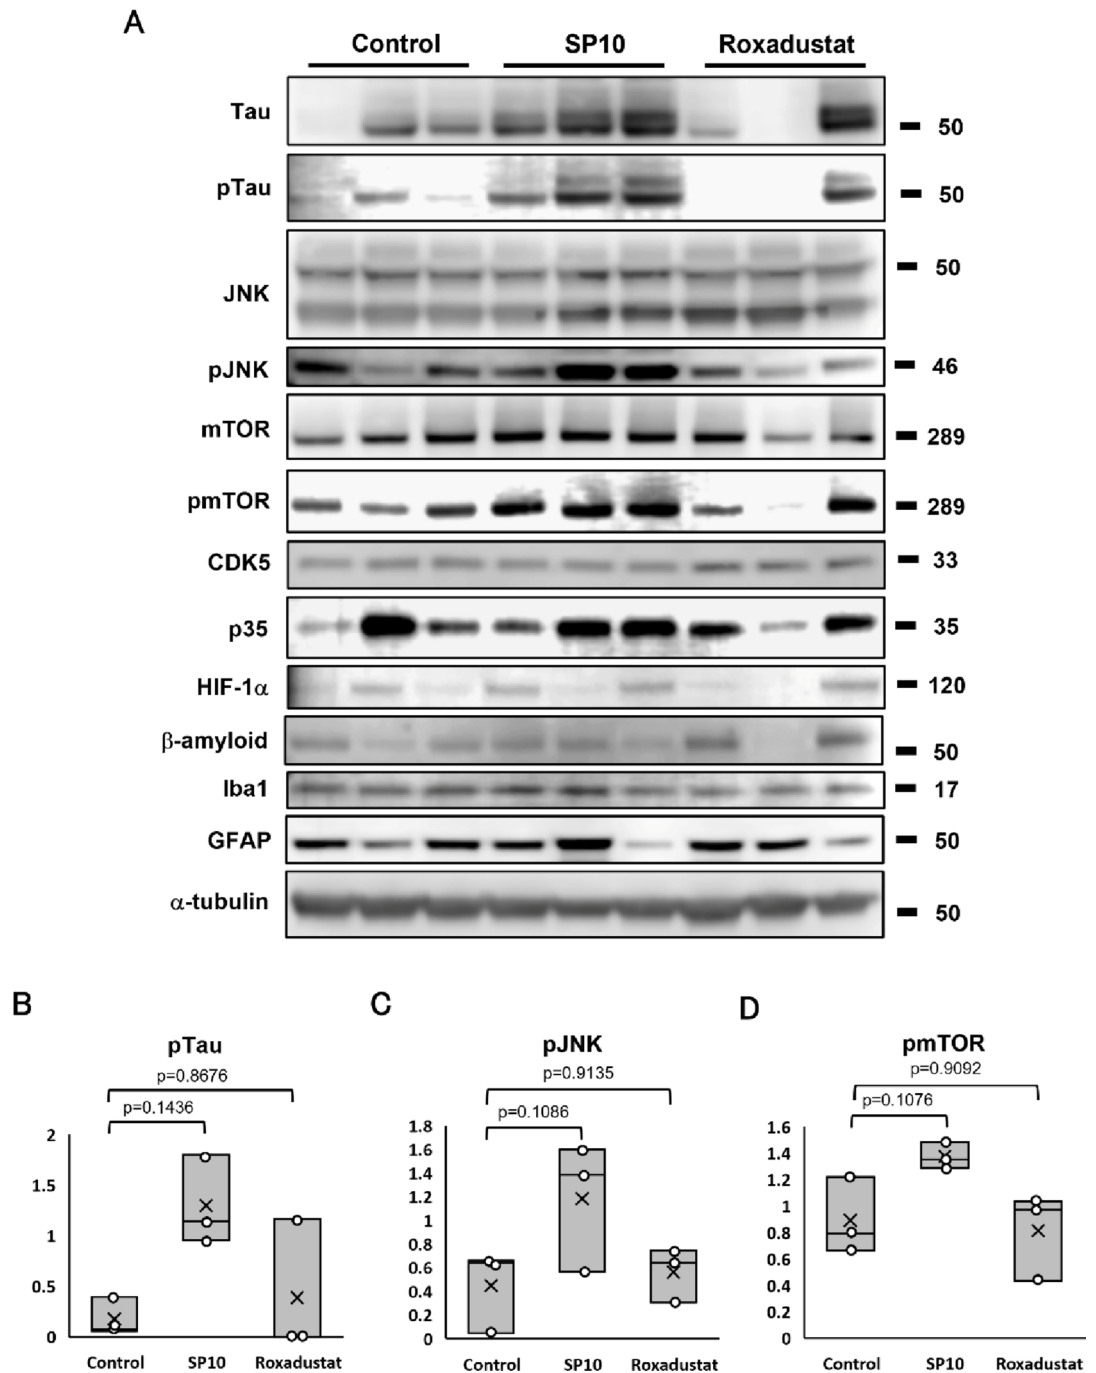 A
Control SP10 Roxadustat
Tau 50
pTau 50
50
JNK
pJNK 46
mTOR 289
pmTOR 289
CDK5 33
p35 35
HIF-1α 120
β-amyloid 50
Iba1 17
GFAP 50
α-tubulin 50
B
pTau
p=0.8676
p=0.1436
2
1.5
1
0.5
0
Control SP10 Roxadustat
C
pJNK
p=0.9135
p=0.1086
1.8
1.6
1.4
1.2
1
0.8
0.6
0.4
0.2
0
Control SP10 Roxadustat
D
pmTOR
p=0.9092
p=0.1076
1.6
1.4
1.2
1
0.8
0.6
0.4
0.2
0
Control SP10 Roxadustat